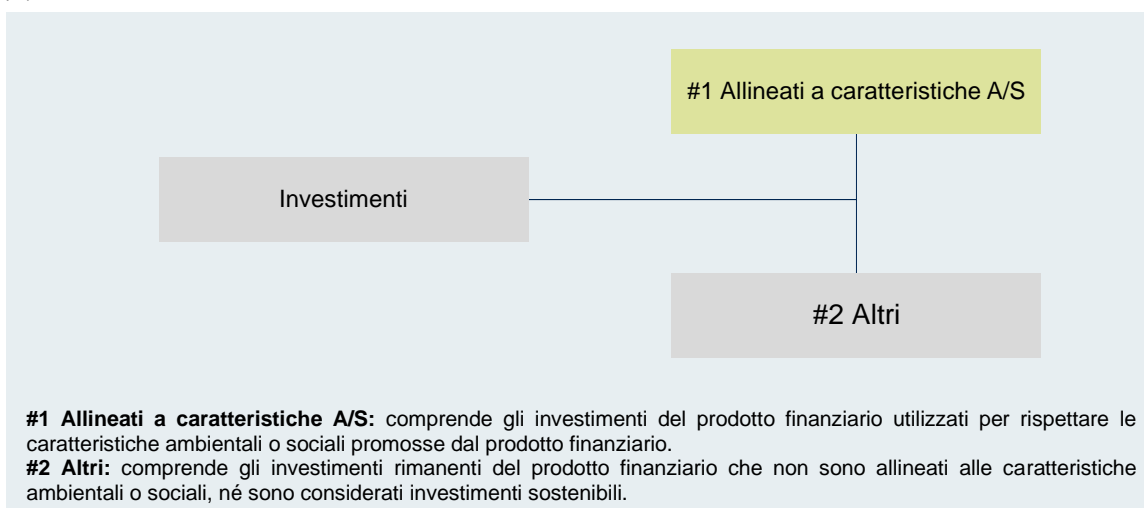 #1 Allineati a caratteristiche A/S
Investimenti
#2 Altri
#1 Allineati a caratteristiche A/S: comprende gli investimenti del prodotto finanziario utilizzati per rispettare le
caratteristiche ambientali o sociali promosse dal prodotto finanziario.
#2 Altri: comprende gli investimenti rimanenti del prodotto finanziario che non sono allineati alle caratteristiche
ambientali o sociali, né sono considerati investimenti sostenibili.